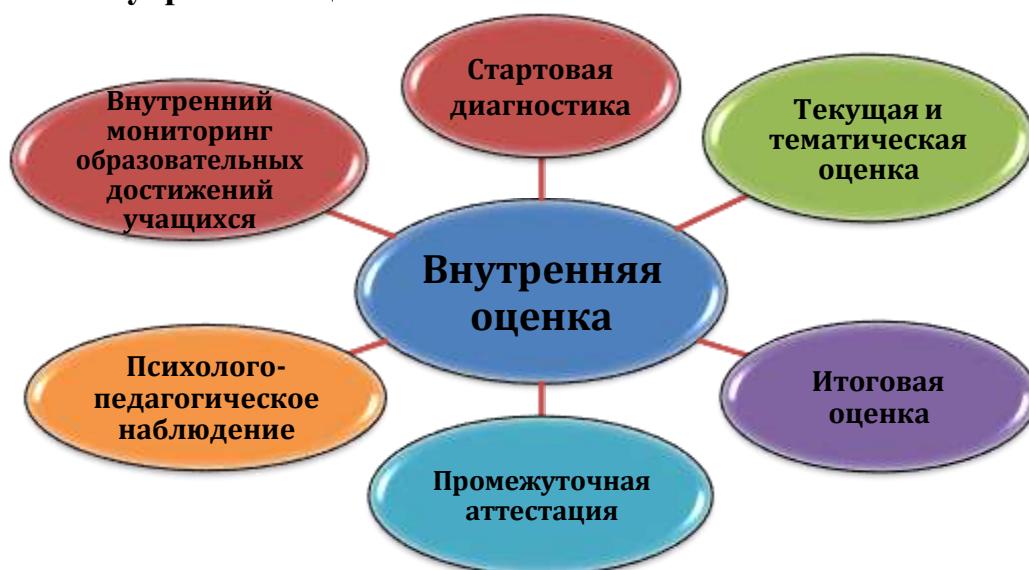 Стартовая
диагностика
Внутренний
мониторинг
образовательных
достижений
учащихся
Текущая и
тематическая
оценка
Внутренняя
оценка
Психолого-
педагогическое
наблюдение
Итоговая
оценка
Промежуточная
аттестация